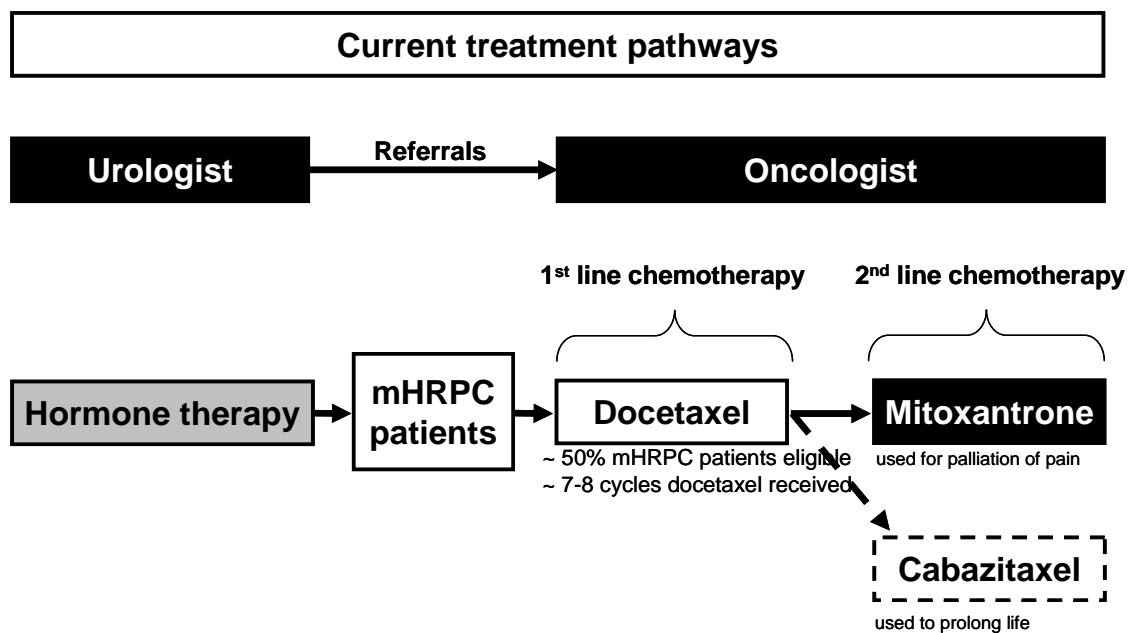 Current treatment pathways
Urologist
Referrals
Oncologist
1st line chemotherapy
2nd line chemotherapy
Hormone therapy
mHRPC
patients
Docetaxel
Mitoxantrone
~ 50% mHRPC patients eligible
~ 7-8 cycles docetaxel received
used for palliation of pain
Cabazitaxel
used to prolong life